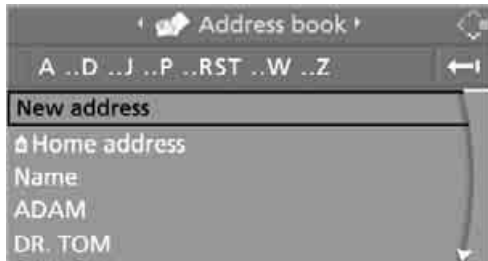 Address book
A ..D ..J ..P ..RST ..W ..Z
New address
Home address
Name
ADAM
DR. TOM